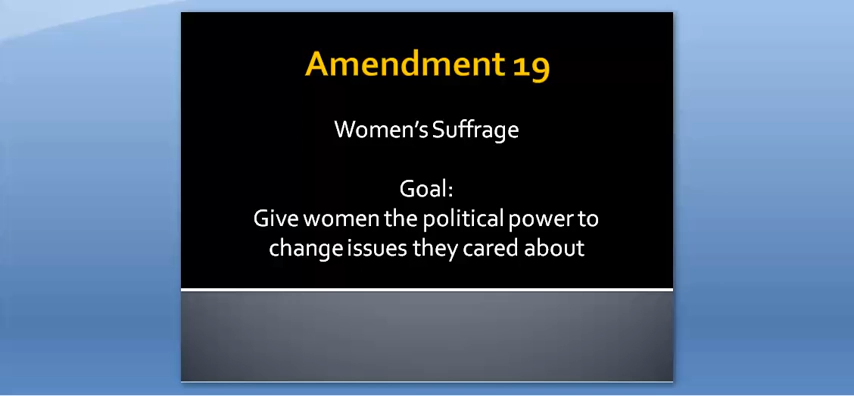 Amendment 19
Women's Suffrage
Goal:
Give women the political power to
change issues they cared about